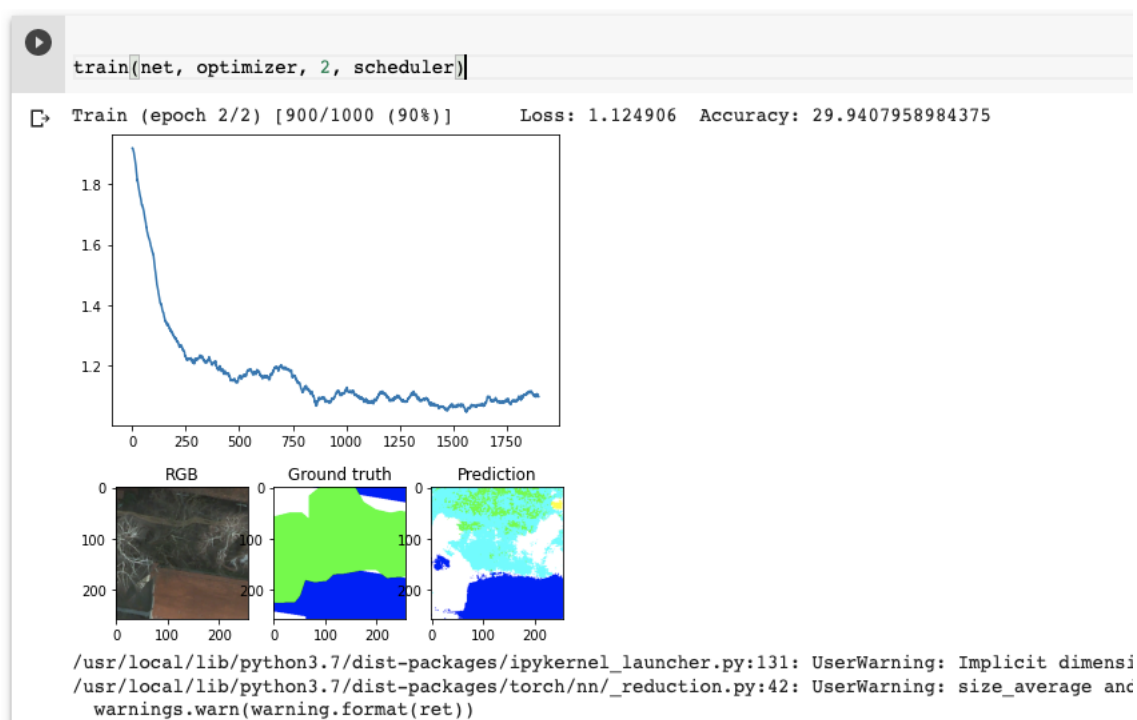 train(net, optimizer, 2, scheduler)
Train (epoch 2/2) [900/1000 (90%)] Loss: 1.124906 Accuracy: 29.9407958984375
1.8
1.6
1.4
1.2
0 250 500 750 1000 1250 1500 1750
RGB Ground truth Prediction
0 0 0
100 100 100
200 200 200
0 100 200 0 100 200 0 100 200
/usr/local/lib/python3.7/dist-packages/ipykernel_launcher.py:131: UserWarning: Implicit dimensi
/usr/local/lib/python3.7/dist-packages/torch/nn/_reduction.py:42: UserWarning: size_average and
warnings.warn(warning.format(ret))